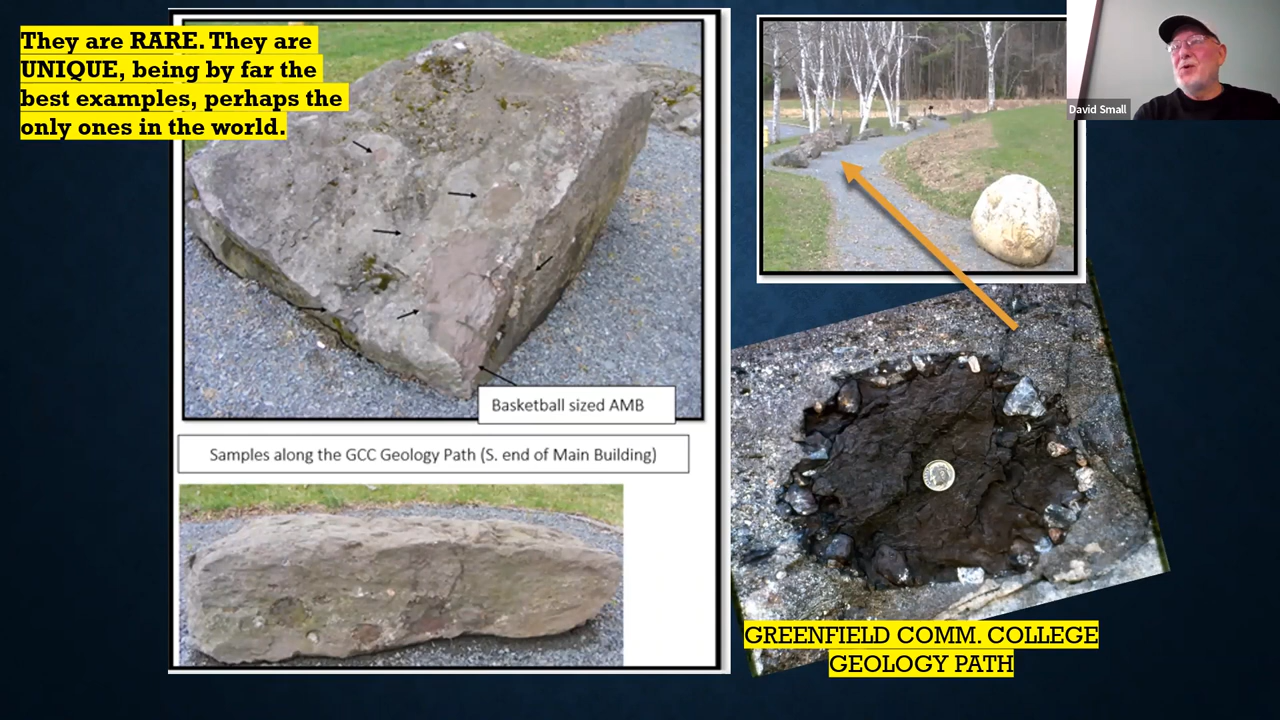 They are RARE. They are
UNIQUE, being by far the
best examples, perhaps the
only ones in the world.
David Small
Basketball sized AMB
Samples along the GCC Geology Path (S. end of Main Building)
GREENFIELD COMM. COLLEGE
GEOLOGY PATH